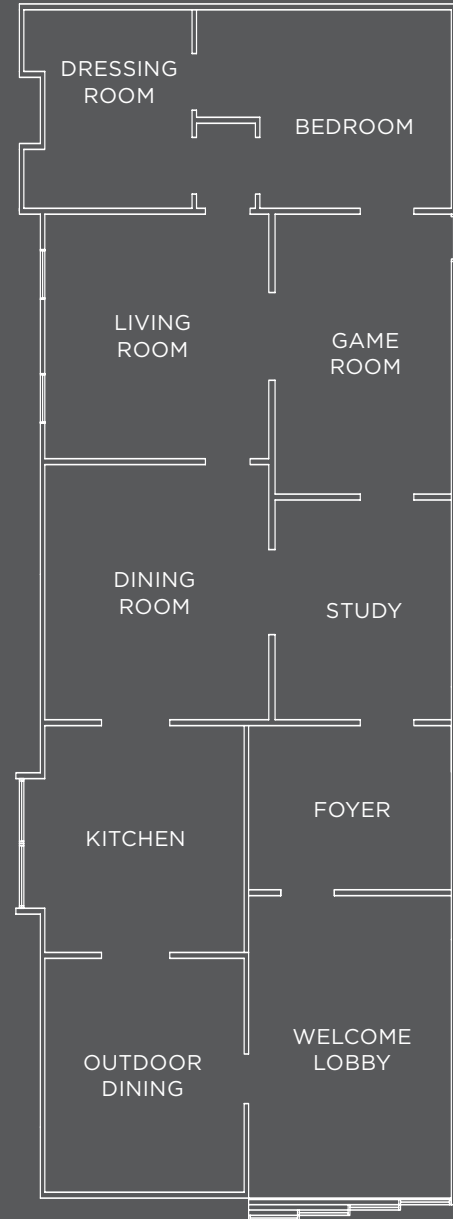 DRESSING
ROOM
BEDROOM
LIVING
ROOM
GAME
ROOM
DINING
ROOM
STUDY
FOYER
KITCHEN
WELCOME
LOBBY
OUTDOOR
DINING